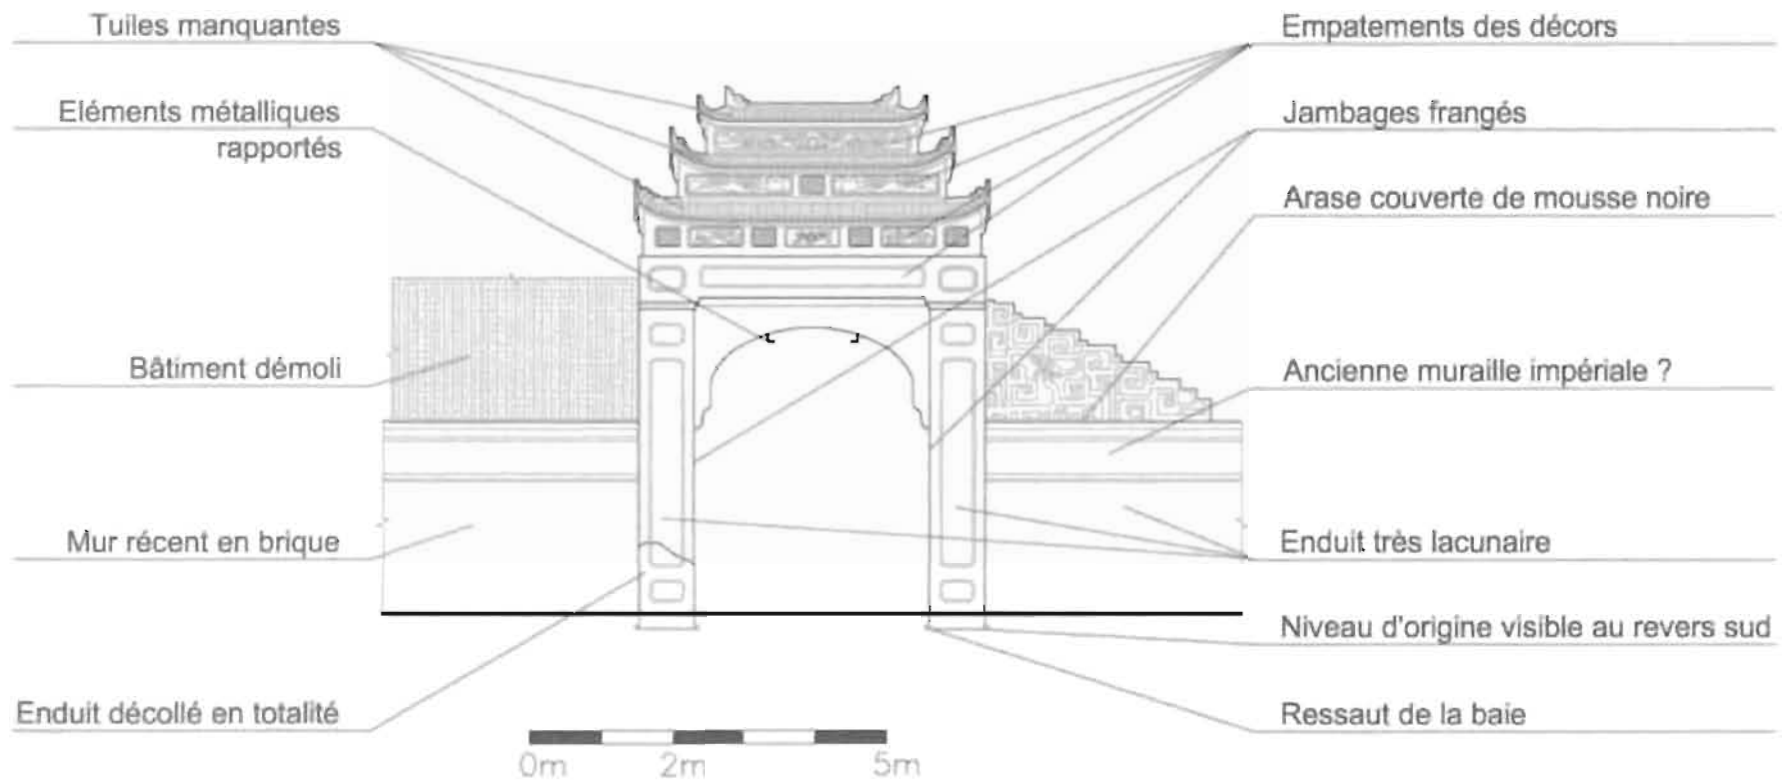 Tuiles manquantes
Eléments métalliques
rapportés
Bâtiment démoli
Mur récent en brique
Enduit décollé en totalité
Empatements des décors
Jambages frangés
Arase couverte de mousse noire
Ancienne muraille impériale ?
Enduit très lacunaire
Niveau d'origine visible au revers sud
Ressaut de la baie
0m 2m 5m